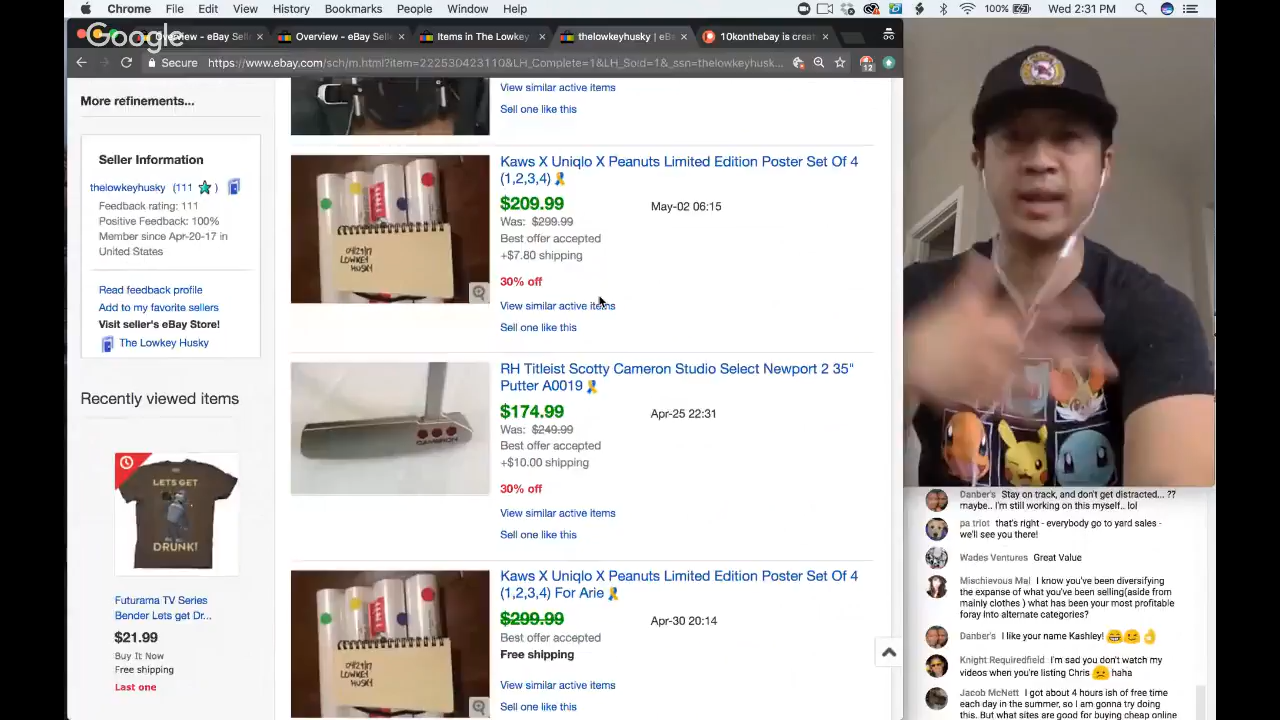 Chrome File Edit View History Bookmarks People Window Help 100% Wed 2:31 PM
Google
Overview - eBay Selle × Overview - eBay Selle × Items in The Lowkey × thelowkeyhusky | eBay × 10konthebay is creat ×
Secure https://www.ebay.com/sch/m.html?item=222530423110&LH_Complete=1&LH_Sold=1&_ssn=thelowkeyhusk... 12
More refinements...
Seller Information
thelowkeyhusky (111 )
Feedback rating: 111
Positive Feedback: 100%
Member since Apr-20-17 in
United States
Read feedback profile
Add to my favorite sellers
Visit seller's eBay Store!
The Lowkey Husky
Recently viewed items
LETS GET
DRUNK!
Futurama TV Series
Bender Lets get Dr...
$21.99
Buy It Now
Free shipping
Last one
View similar active items
Sell one like this
Kaws X Uniqlo X Peanuts Limited Edition Poster Set Of 4
(1,2,3,4)
$209.99 May-02 06:15
Was: $299.99
Best offer accepted
+$7.80 shipping
30% off
View similar active items
Sell one like this
LOWKEY
HUSKY
RH Titleist Scotty Cameron Studio Select Newport 2 35"
Putter A0019
$174.99 Apr-25 22:31
Was: $249.99
Best offer accepted
+$10.00 shipping
30% off
View similar active items
Sell one like this
CAMERON
Kaws X Uniqlo X Peanuts Limited Edition Poster Set Of 4
(1,2,3,4) For Arie
$299.99 Apr-30 20:14
Best offer accepted
Free shipping
View similar active items
Sell one like this
LOWKEY
HUSKY
Danber's Stay on track, and don't get distracted... ??
maybe.. I'm still working on this myself.. lol
pa triot that's right - everybody go to yard sales -
we'll see you there!
Wades Ventures Great Value
Mischievous Mal I know you've been diversifying
the expanse of what you've been selling(aside from
mainly clothes ) what has been your most profitable
foray into alternate categories?
Danber's I like your name Kashley! 😂😋👌
Knight Requiredfield I'm sad you don't watch my
videos when you're listing Chris 😥 haha
Jacob McNett I got about 4 hours ish of free time
each day in the summer, so I am gonna try doing
this. But what sites are good for buying cheap online